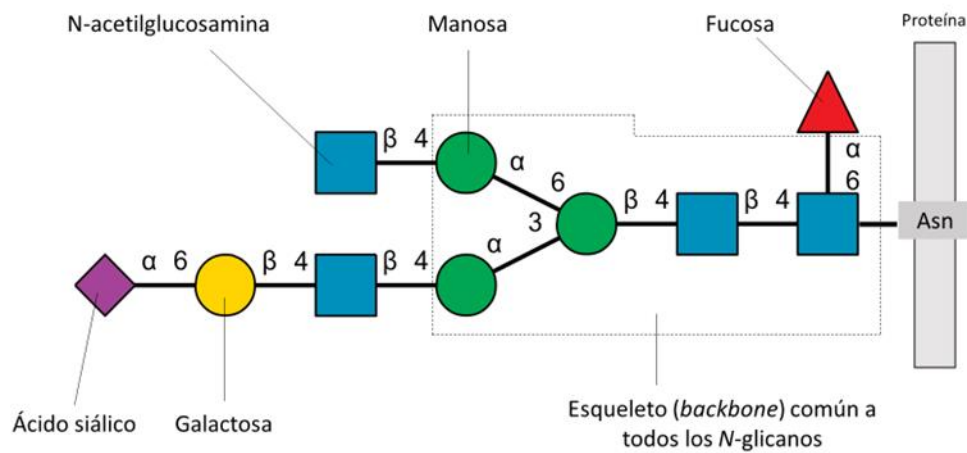 N-acetilglucosamina
Manosa
Fucosa
Proteína
β 4
α
6
α
6
3
β 4
β 4
Asn
α 6
β 4
β 4
α
Ácido siálico
Galactosa
Esqueleto (backbone) común a
todos los N-glicanos